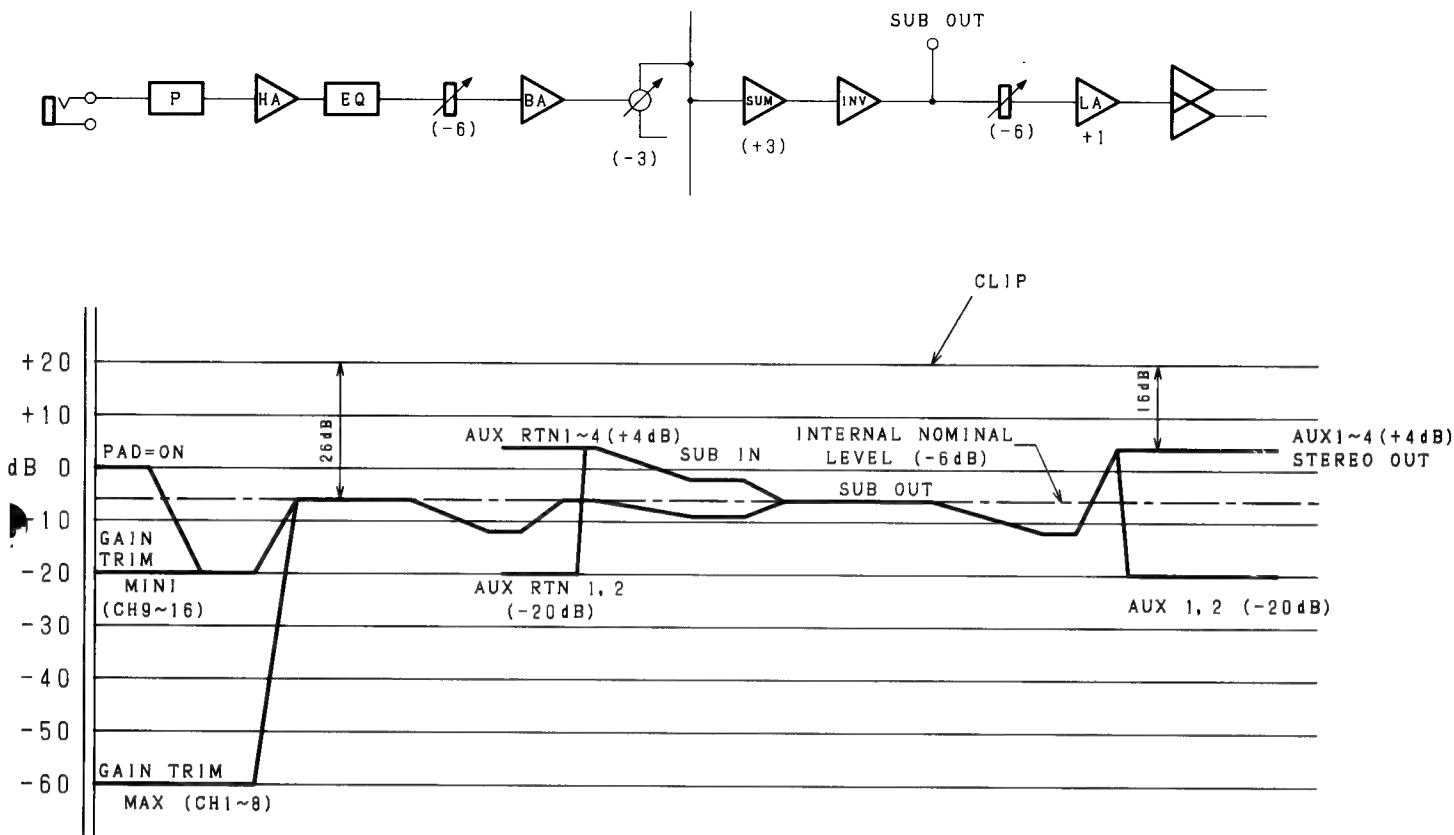 SUB OUT
P
HA
EQ
BA
SUM
INV
LA
(-6)
(-3)
(+3)
(-6)
+1
CLIP
+20
26dB
16dB
+10
AUX RTN1~4 (+4dB)
INTERNAL NOMINAL
LEVEL (-6dB)
AUX1~4 (+4dB)
STEREO OUT
PAD=ON
SUB IN
dB 0
SUB OUT
-10
GAIN
TRIM
-20
MINI
(CH9~16)
AUX RTN 1, 2
(-20dB)
AUX 1, 2 (-20dB)
-30
-40
-50
GAIN TRIM
-60
MAX (CH1~8)